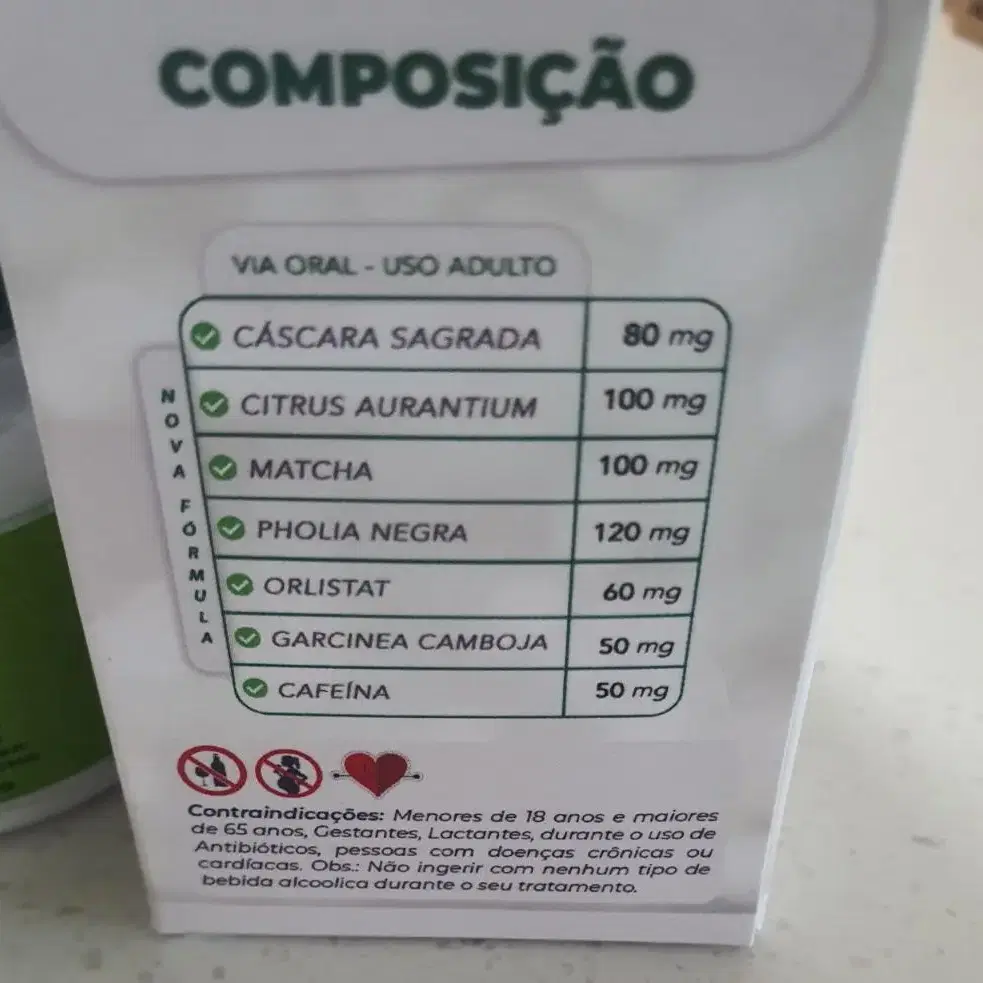 COMPOSIÇÃO
VIA ORAL - USO ADULTO
NOVA FÓRMULA
CÁSCARA SAGRADA 80 mg
CITRUS AURANTIUM 100 mg
MATCHA 100 mg
PHOLIA NEGRA 120 mg
ORLISTAT 60 mg
GARCINEA CAMBOJA 50 mg
CAFEÍNA 50 mg
Contraindicações: Menores de 18 anos e maiores
de 65 anos, Gestantes, Lactantes, durante o uso de
Antibióticos, pessoas com doenças crônicas ou
cardíacas. Obs.: Não ingerir com nenhum tipo de
bebida alcoolica durante o seu tratamento.